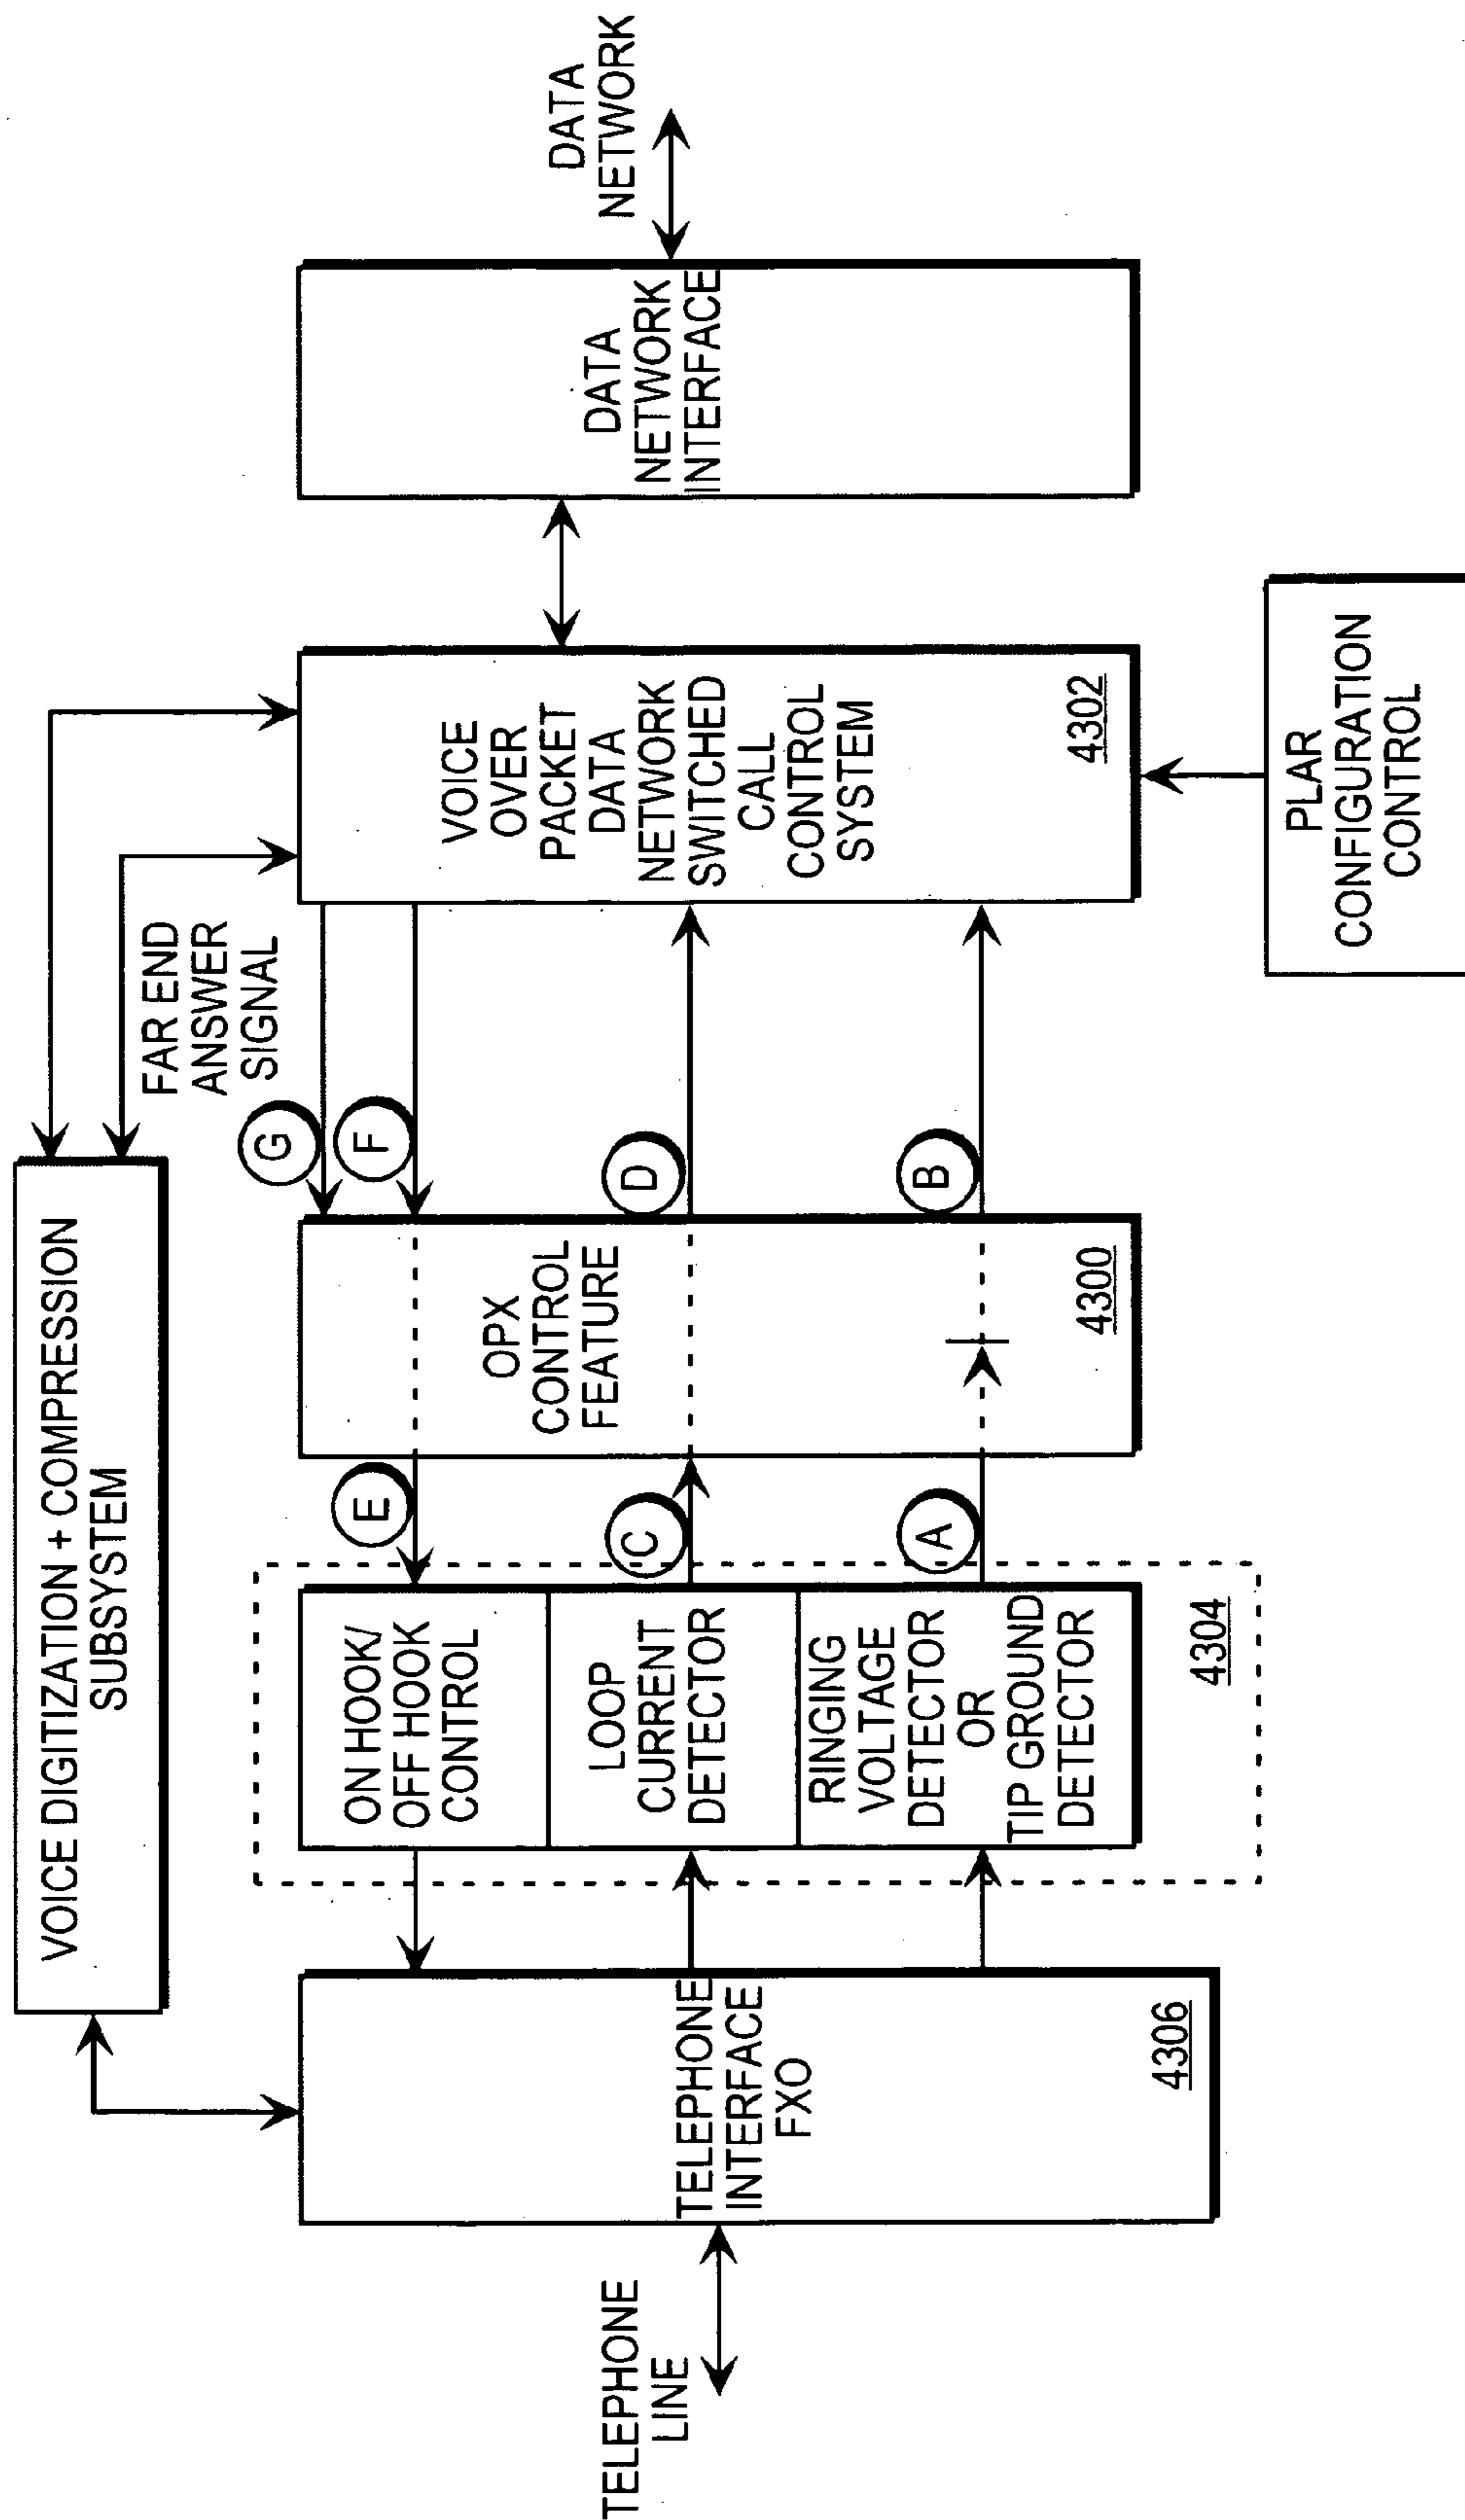 VOICE DIGITIZATION + COMPRESSION
SUBSYSTEM
FAR END
ANSWER
SIGNAL
G
F
D
B
E
C
A
TELEPHONE
LINE
TELEPHONE
INTERFACE
FXO
4306
ON HOOK/
OFF HOOK
CONTROL
LOOP
CURRENT
DETECTOR
RINGING
VOLTAGE
DETECTOR
OR
TIP GROUND
DETECTOR
4304
OPX
CONTROL
FEATURE
4300
VOICE
OVER
PACKET
DATA
NETWORK
SWITCHED
CALL
CONTROL
SYSTEM
4302
DATA
NETWORK
INTERFACE
DATA
NETWORK
PLAR
CONFIGURATION
CONTROL